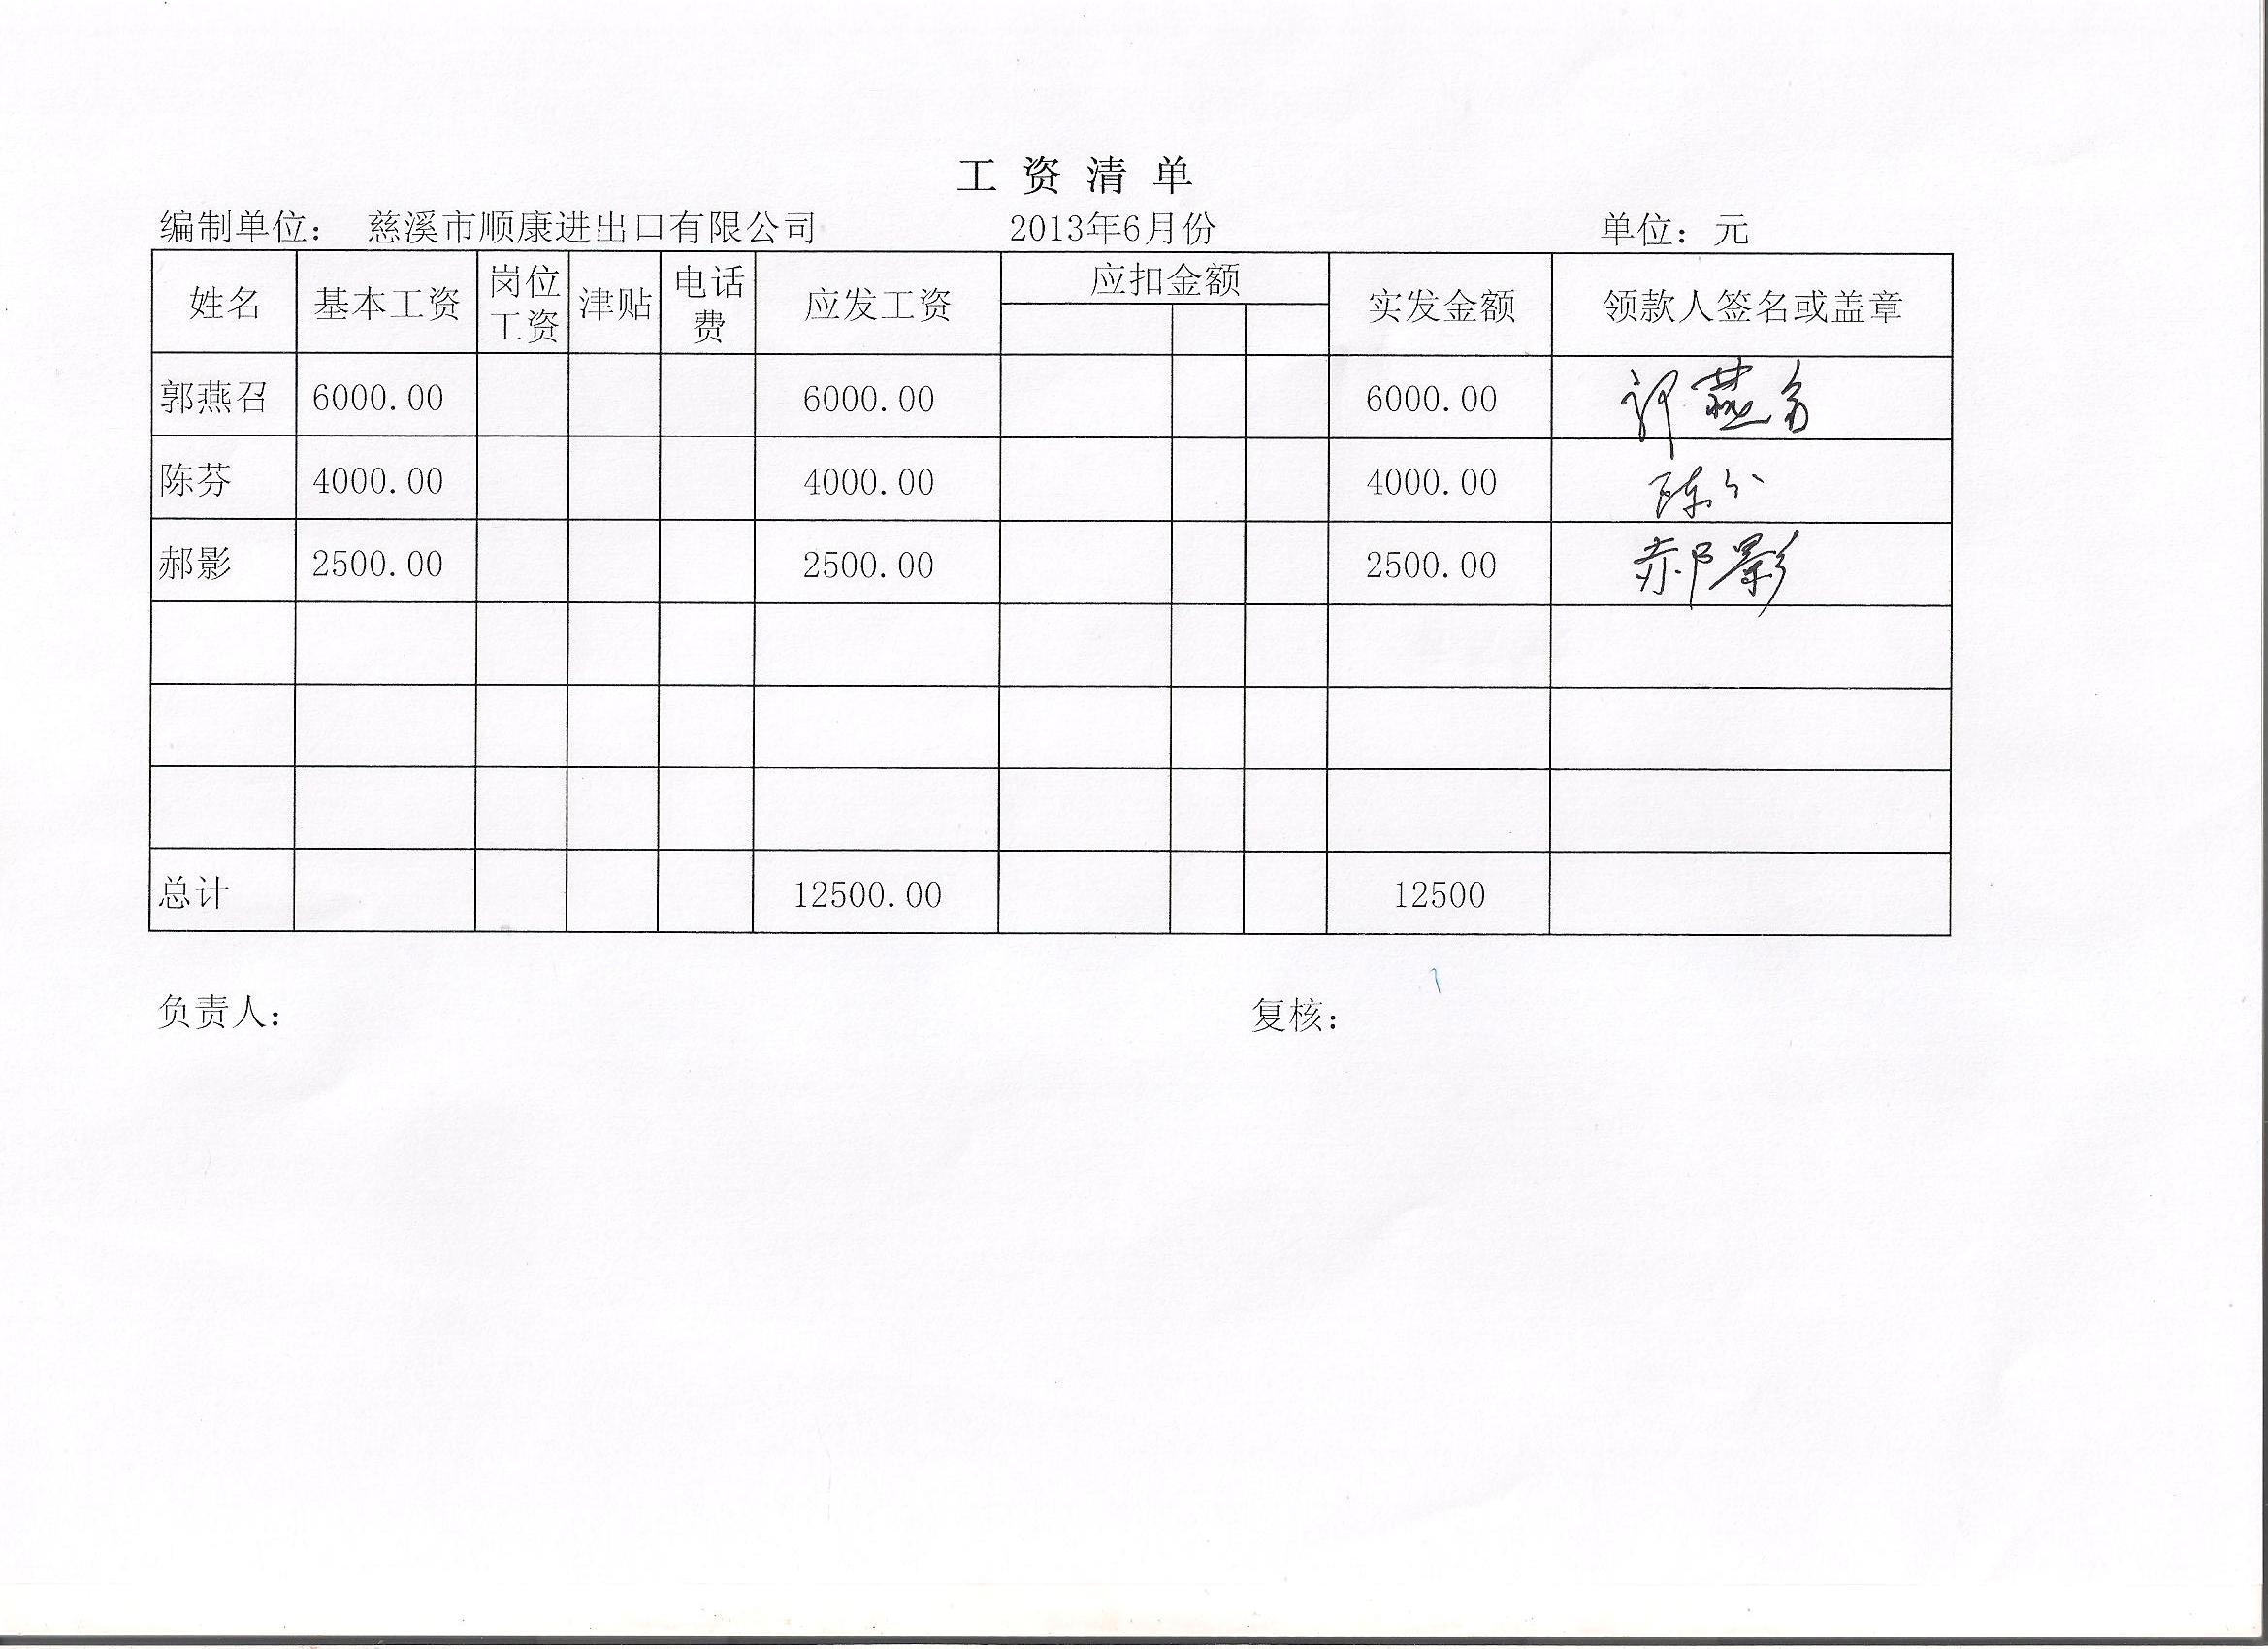 工资清单
编制单位： 慈溪市顺康进出口有限公司 2013年6月份 单位：元
姓名 基本工资 岗位工资 津贴 电话费 应发工资 应扣金额 实发金额 领款人签名或盖章
郭燕召 6000.00 6000.00 6000.00 郭燕召
陈芬 4000.00 4000.00 4000.00 陈分
郝影 2500.00 2500.00 2500.00 郝影
总计 12500.00 12500
负责人： 复核：